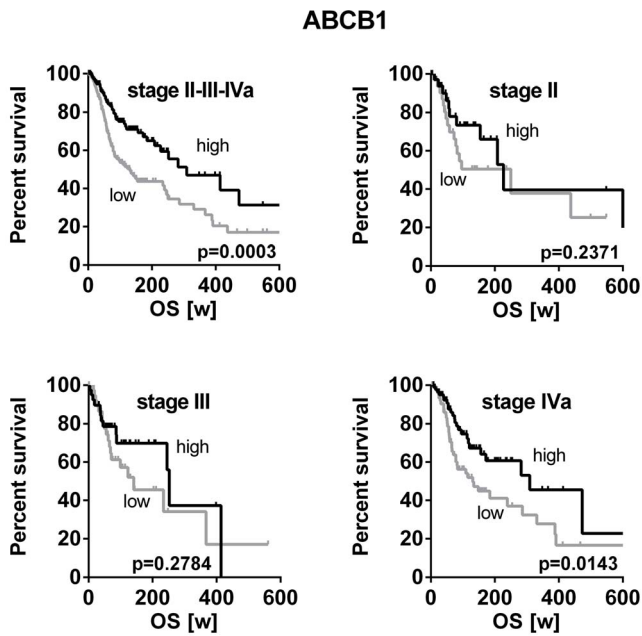 ABCB1
stage II-III-IVa
Percent survival
100
80
60
40
20
0
high
low
p=0.0003
0 200 400 600
OS [w]
stage II
Percent survival
100
80
60
40
20
0
high
low
p=0.2371
0 200 400 600
OS [w]
stage III
Percent survival
100
80
60
40
20
0
high
low
p=0.2784
0 200 400 600
OS [w]
stage IVa
Percent survival
100
80
60
40
20
0
high
low
p=0.0143
0 200 400 600
OS [w]